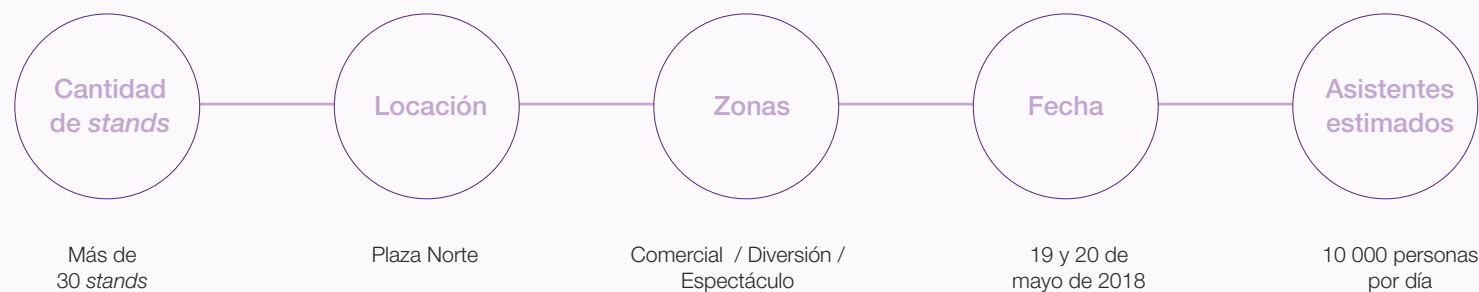 Cantidad
de stands
Locación
Zonas
Fecha
Asistentes
estimados
Más de
30 stands
Plaza Norte
Comercial / Diversión /
Espectáculo
19 y 20 de
mayo de 2018
10 000 personas
por día